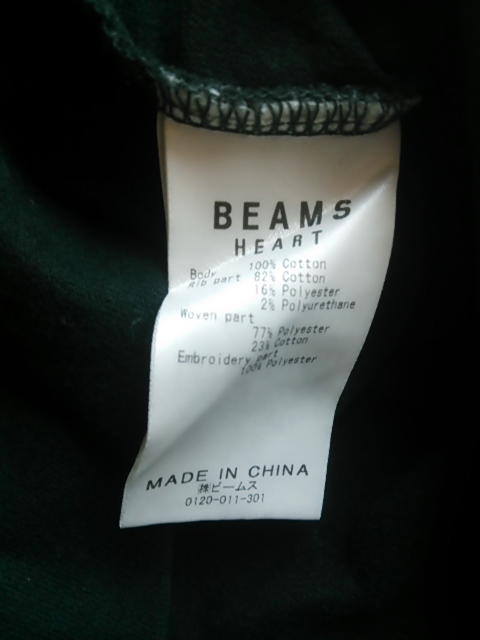 BEAMS
HEART
Body 100% Cotton
Rib part 82% Cotton
16% Polyester
2% Polyurethane
Woven part
77% Polyester
23% Cotton
Embroidery part
100% Polyester
MADE IN CHINA
㈱ビームス
0120-011-301